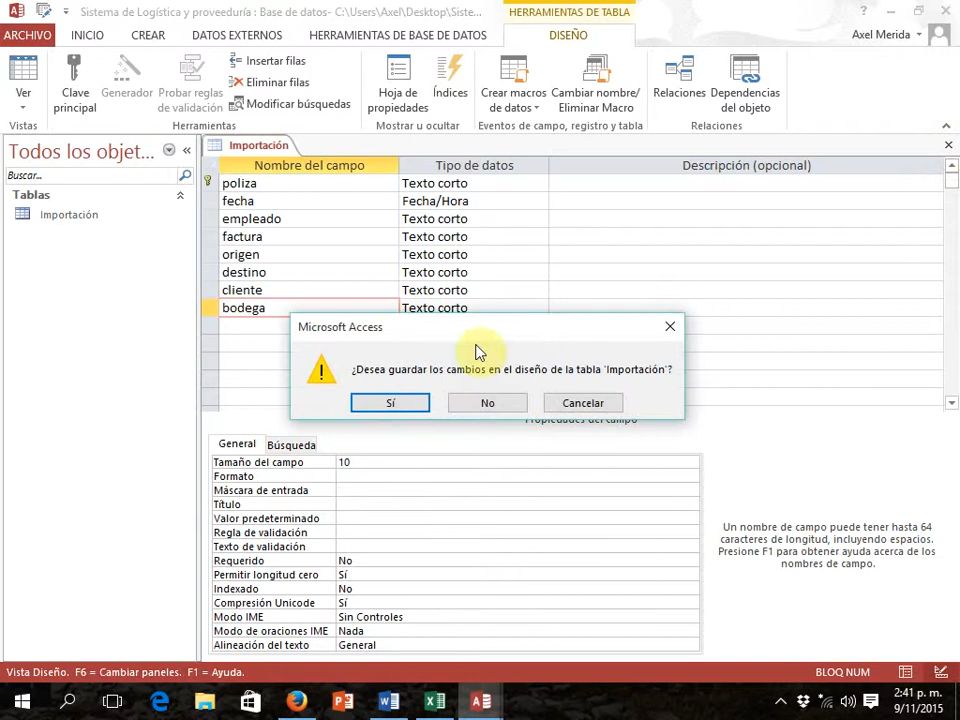 Sistema de Logística y proveeduría : Base de datos- C:\Users\Axel\Desktop\Siste...
HERRAMIENTAS DE TABLA
ARCHIVO INICIO CREAR DATOS EXTERNOS HERRAMIENTAS DE BASE DE DATOS DISEÑO Axel Merida
Ver
Clave principal
Generador
Probar reglas de validación
Insertar filas
Eliminar filas
Modificar búsquedas
Hoja de propiedades
Índices
Crear macros de datos
Cambiar nombre/ Eliminar Macro
Relaciones
Dependencias del objeto
Vistas Herramientas Mostrar u ocultar Eventos de campo, registro y tabla Relaciones
Todos los objet...
Buscar...
Tablas
Importación
Importación
Nombre del campo Tipo de datos Descripción (opcional)
poliza Texto corto
fecha Fecha/Hora
empleado Texto corto
factura Texto corto
origen Texto corto
destino Texto corto
cliente Texto corto
bodega Texto corto
Microsoft Access
¿Desea guardar los cambios en el diseño de la tabla 'Importación'?
Sí No Cancelar
Propiedades del campo
General Búsqueda
Tamaño del campo 10
Formato
Máscara de entrada
Título
Valor predeterminado
Regla de validación
Texto de validación
Requerido No
Permitir longitud cero Sí
Indexado No
Compresión Unicode Sí
Modo IME Sin Controles
Modo de oraciones IME Nada
Alineación del texto General
Un nombre de campo puede tener hasta 64
caracteres de longitud, incluyendo espacios.
Presione F1 para obtener ayuda acerca de los
nombres de campo.
Vista Diseño. F6 = Cambiar paneles. F1 = Ayuda. BLOQ NUM
2:41 p. m.
9/11/2015